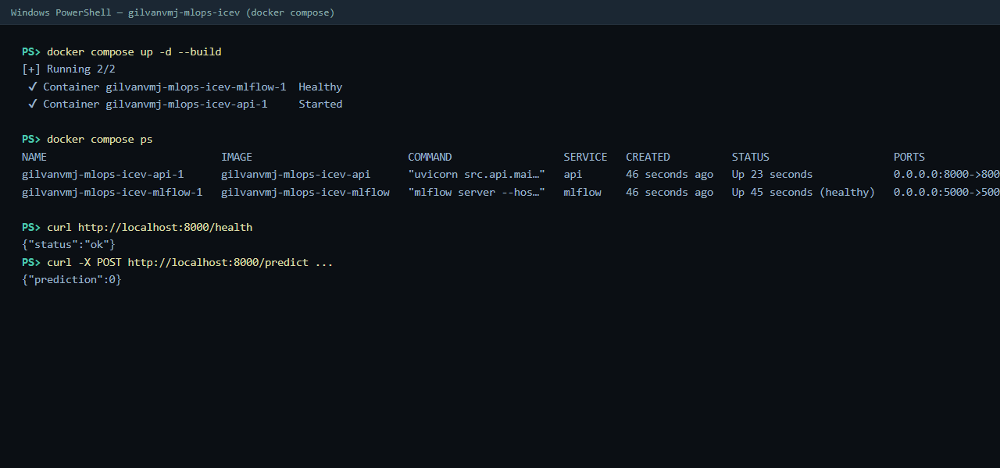 Windows PowerShell — gilvanvmj-mlops-icev (docker compose)
PS> docker compose up -d --build
[+] Running 2/2
✓ Container gilvanvmj-mlops-icev-mlflow-1 Healthy
✓ Container gilvanvmj-mlops-icev-api-1 Started
PS> docker compose ps
NAME IMAGE COMMAND SERVICE CREATED STATUS PORTS
gilvanvmj-mlops-icev-api-1 gilvanvmj-mlops-icev-api "uvicorn src.api.mai…" api 46 seconds ago Up 23 seconds 0.0.0.0:8000->800
gilvanvmj-mlops-icev-mlflow-1 gilvanvmj-mlops-icev-mlflow "mlflow server --hos…" mlflow 46 seconds ago Up 45 seconds (healthy) 0.0.0.0:5000->500
PS> curl http://localhost:8000/health
{"status":"ok"}
PS> curl -X POST http://localhost:8000/predict ...
{"prediction":0}